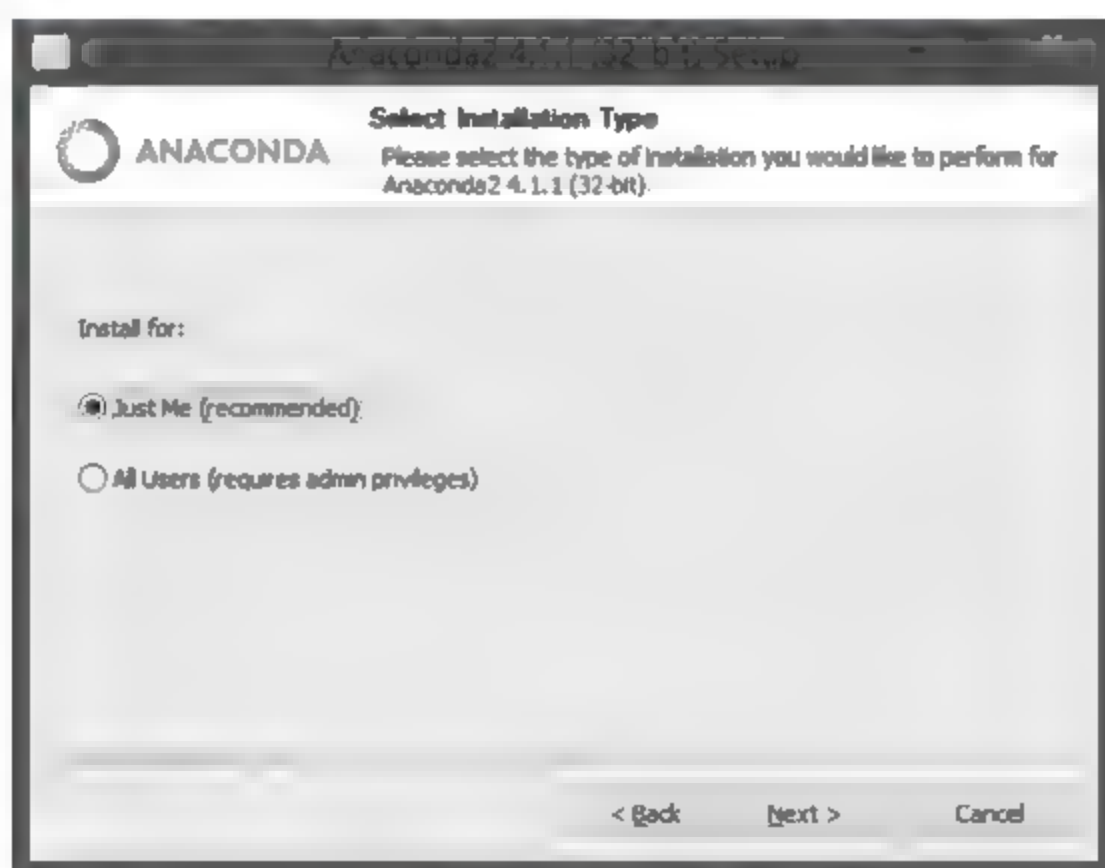 Anaconda2 4.1.1 (32-bit) Setup
Select Installation Type
ANACONDA
Please select the type of installation you would like to perform for
Anaconda2 4.1.1 (32-bit).
Install for:
Just Me (recommended)
All Users (requires admin privileges)
< Back Next > Cancel